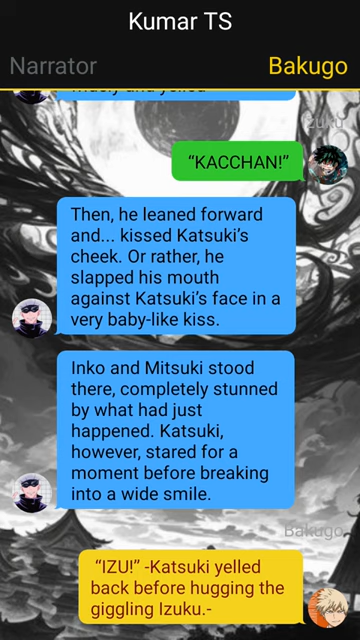 Kumar TS
Narrator
Bakugo
“KACCHAN!”
Then, he leaned forward
and... kissed Katsuki’s
cheek. Or rather, he
slapped his mouth
against Katsuki’s face in a
very baby-like kiss.
Inko and Mitsuki stood
there, completely stunned
by what had just
happened. Katsuki,
however, stared for a
moment before breaking
into a wide smile.
Bakugo
“IZU!” -Katsuki yelled
back before hugging the
giggling Izuku.-